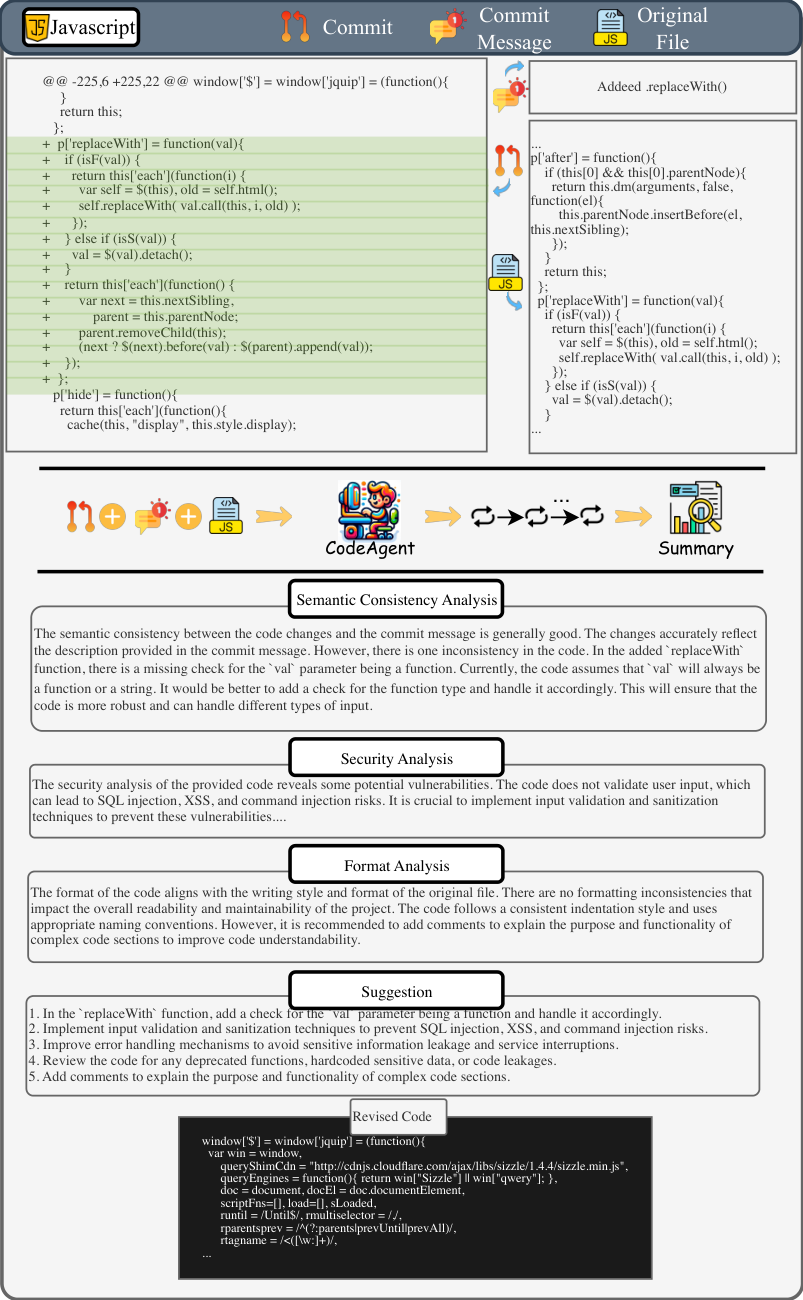 Javascript
Commit
Commit
Message
Original
File
@@ -225,6 +225,22 @@ window['$'] = window['jquip'] = (function(){
}
return this;
};
+ p['replaceWith'] = function(val){
+ if (isF(val)) {
+ return this['each'](function(i) {
+ var self = $(this), old = self.html();
+ self.replaceWith( val.call(this, i, old) );
+ });
+ } else if (isS(val)) {
+ val = $(val).detach();
+ }
+ return this['each'](function() {
+ var next = this.nextSibling,
+ parent = this.parentNode;
+ parent.removeChild(this);
+ (next ? $(next).before(val) : $(parent).append(val));
+ });
+ };
p['hide'] = function(){
return this['each'](function(){
cache(this, "display", this.style.display);
Addeed .replaceWith()
...
p['after'] = function(){
if (this[0] && this[0].parentNode){
return this.dm(arguments, false,
function(el){
this.parentNode.insertBefore(el,
this.nextSibling);
});
}
return this;
};
p['replaceWith'] = function(val){
if (isF(val)) {
return this['each'](function(i) {
var self = $(this), old = self.html();
self.replaceWith( val.call(this, i, old) );
});
} else if (isS(val)) {
val = $(val).detach();
}
...
JS
JS
JS
...
CodeAgent
Summary
Semantic Consistency Analysis
The semantic consistency between the code changes and the commit message is generally good. The changes accurately reflect
the description provided in the commit message. However, there is one inconsistency in the code. In the added `replaceWith`
function, there is a missing check for the `val` parameter being a function. Currently, the code assumes that `val` will always be
a function or a string. It would be better to add a check for the function type and handle it accordingly. This will ensure that the
code is more robust and can handle different types of input.
Security Analysis
The security analysis of the provided code reveals some potential vulnerabilities. The code does not validate user input, which
can lead to SQL injection, XSS, and command injection risks. It is crucial to implement input validation and sanitization
techniques to prevent these vulnerabilities....
Format Analysis
The format of the code aligns with the writing style and format of the original file. There are no formatting inconsistencies that
impact the overall readability and maintainability of the project. The code follows a consistent indentation style and uses
appropriate naming conventions. However, it is recommended to add comments to explain the purpose and functionality of
complex code sections to improve code understandability.
Suggestion
1. In the `replaceWith` function, add a check for the `val` parameter being a function and handle it accordingly.
2. Implement input validation and sanitization techniques to prevent SQL injection, XSS, and command injection risks.
3. Improve error handling mechanisms to avoid sensitive information leakage and service interruptions.
4. Review the code for any deprecated functions, hardcoded sensitive data, or code leakages.
5. Add comments to explain the purpose and functionality of complex code sections.
Revised Code
window['$'] = window['jquip'] = (function(){
var win = window,
queryShimCdn = "http://cdnjs.cloudflare.com/ajax/libs/sizzle/1.4.4/sizzle.min.js",
queryEngines = function(){ return win["Sizzle"] || win["qwery"]; },
doc = document, docEl = doc.documentElement,
scriptFns=[], load=[], sLoaded,
runtil = /Until$/, rmultiselector = /,/,
rparentsprev = /^(?:parents|prevUntil|prevAll)/,
rtagname = /<([\w:]+)/,
...